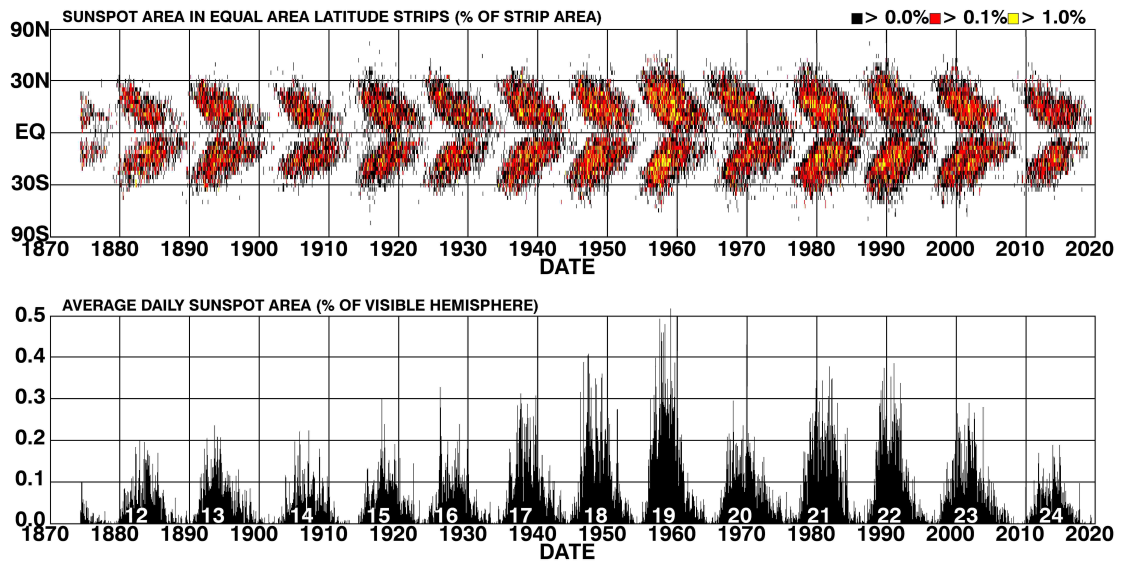 SUNSPOT AREA IN EQUAL AREA LATITUDE STRIPS (% OF STRIP AREA) > 0.0% > 0.1% > 1.0%
90N
30N
EQ
30S
90S
1870 1880 1890 1900 1910 1920 1930 1940 1950 1960 1970 1980 1990 2000 2010 2020
DATE
AVERAGE DAILY SUNSPOT AREA (% OF VISIBLE HEMISPHERE)
0.5
0.4
0.3
0.2
0.1
0.0
12 13 14 15 16 17 18 19 20 21 22 23 24
1870 1880 1890 1900 1910 1920 1930 1940 1950 1960 1970 1980 1990 2000 2010 2020
DATE